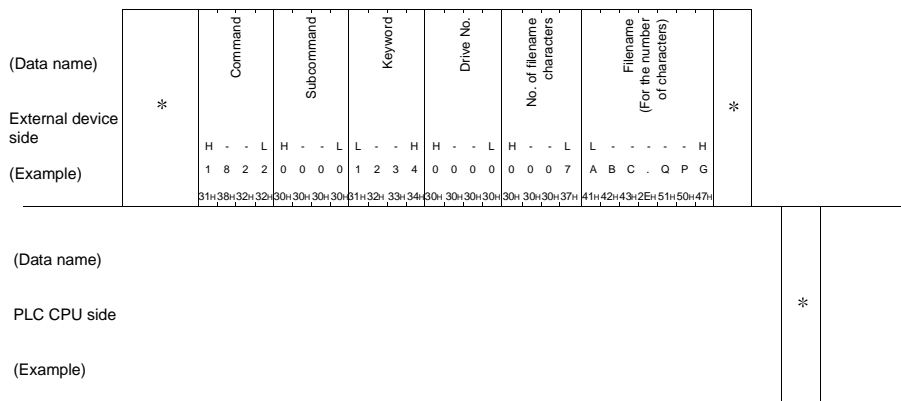 (Data name)
Command
Subcommand
Keyword
Drive No.
No. of filename
characters
Filename
(For the number
of characters)
*
*
External device
side
H - - L H - - L L - - H H - - L H - - L L - - - - - H
(Example)
1 8 2 2 0 0 0 0 1 2 3 4 0 0 0 0 0 0 0 7 A B C . Q P G
31H 38H 32H 32H 30H 30H 30H 30H 31H 32H 33H 34H 30H 30H 30H 30H 30H 30H 30H 37H 41H 42H 43H 2EH 51H 50H 47H
(Data name)
PLC CPU side
*
(Example)